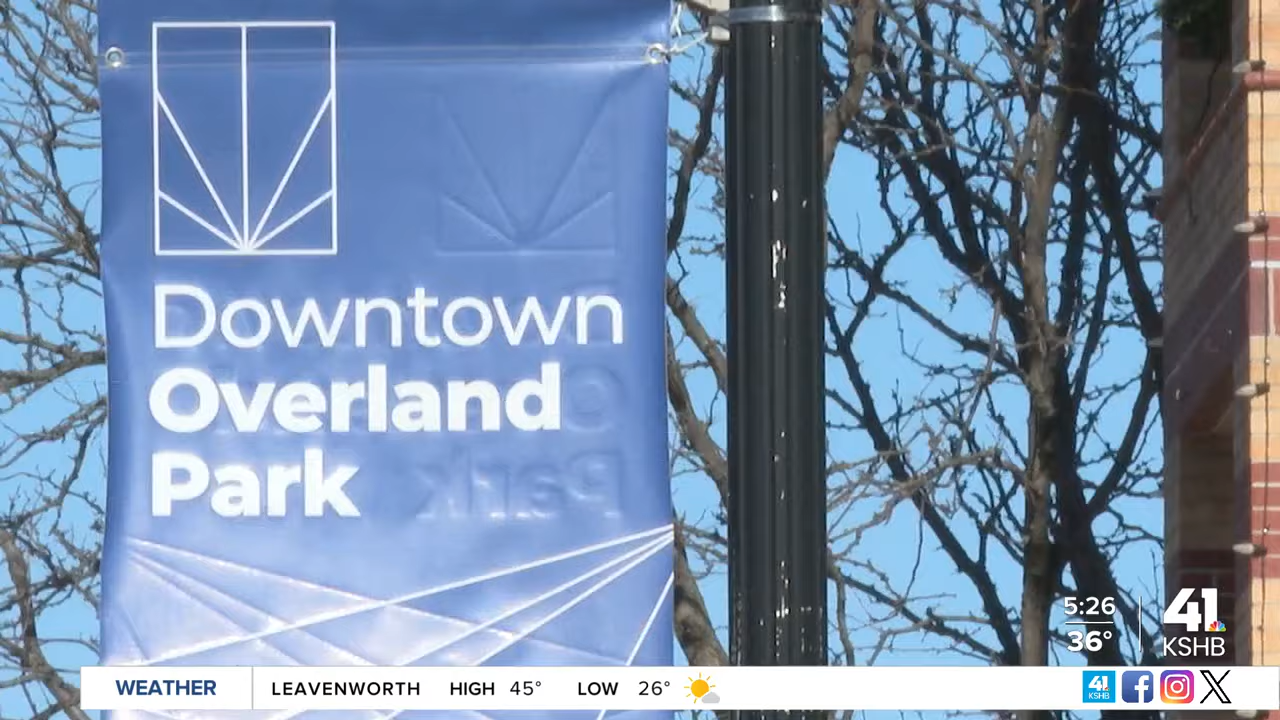 Downtown
Overland
Park
5:26
36°
41
KSHB
WEATHER
LEAVENWORTH HIGH 45° LOW 26°
41
KSHB